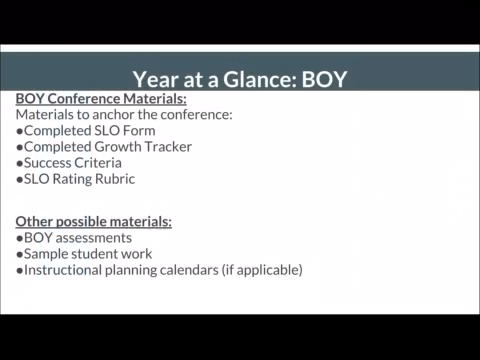 Year at a Glance: BOY
BOY Conference Materials:
Materials to anchor the conference:
●Completed SLO Form
●Completed Growth Tracker
●Success Criteria
●SLO Rating Rubric
Other possible materials:
●BOY assessments
●Sample student work
●Instructional planning calendars (if applicable)